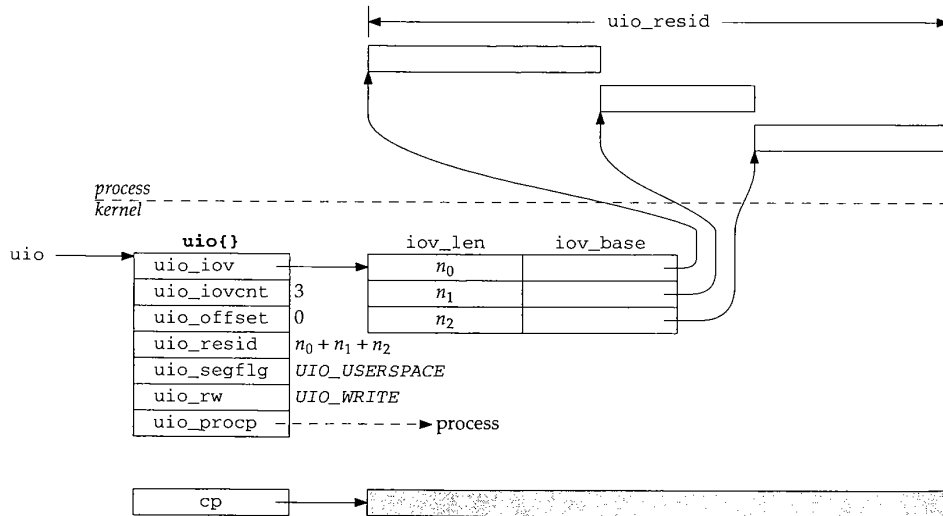 uio_resid
process
kernel
uio
uio{}
iov_len iov_base
uio_iov
n0
uio_iovcnt 3
n1
uio_offset 0
n2
uio_resid n0 + n1 + n2
uio_segflg UIO_USERSPACE
uio_rw UIO_WRITE
uio_procp process
cp